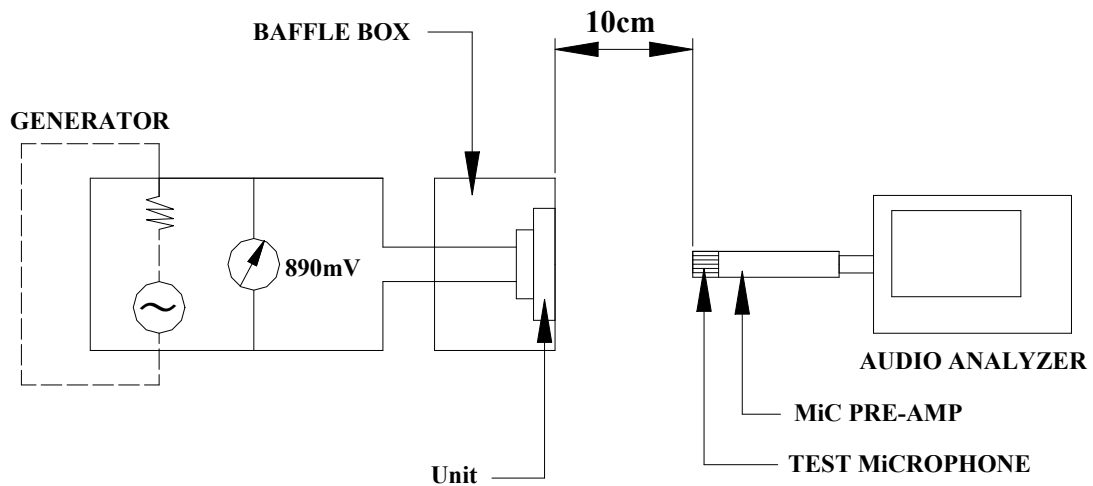 10cm
BAFFLE BOX
GENERATOR
890mV
AUDIO ANALYZER
MiC PRE-AMP
TEST MiCROPHONE
Unit